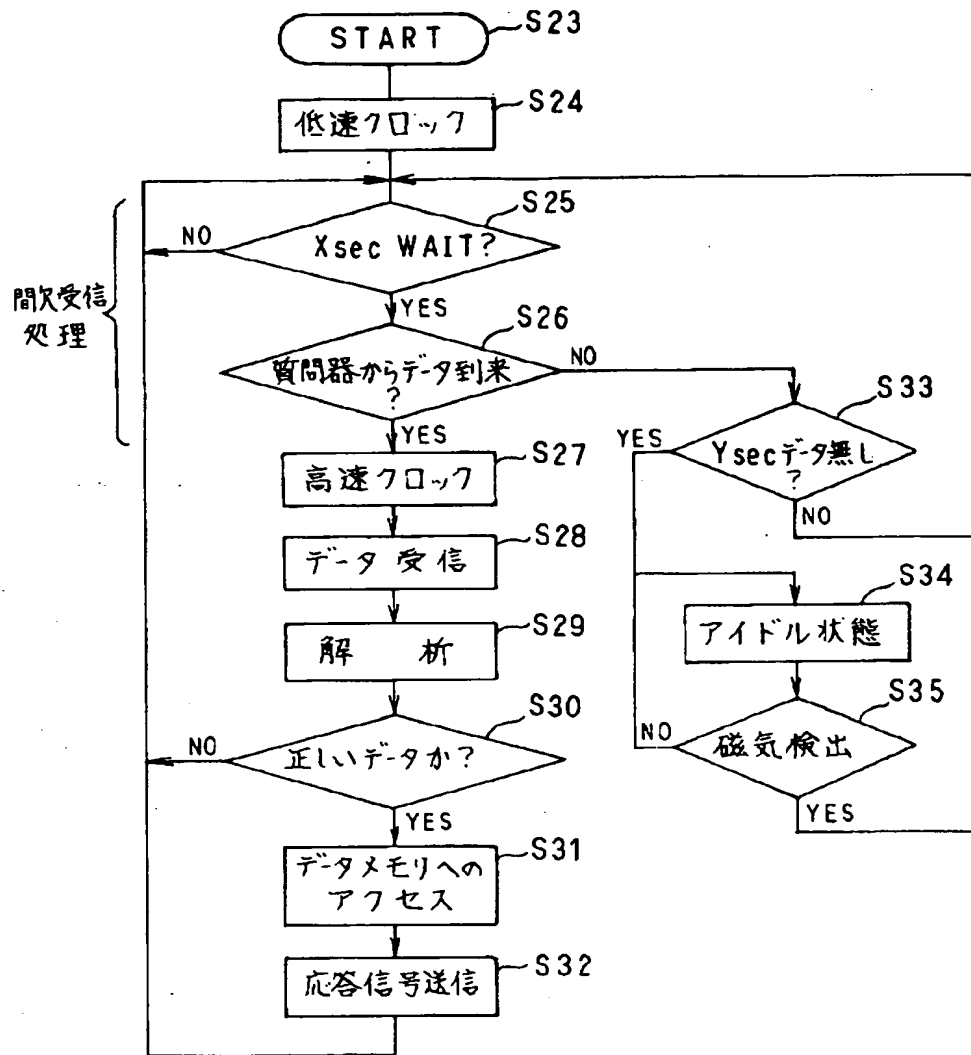 START
S23
S24
低速クロック
S25
NO
Xsec WAIT?
間欠受信
処理
YES
S26
質問器からデータ到来
?
NO
YES
S33
YES
Ysecデータ無し
?
NO
S27
高速クロック
S28
データ受信
S34
アイドル状態
S29
解析
S35
NO
磁気検出
YES
S30
NO
正しいデータか?
YES
S31
データメモリへの
アクセス
S32
応答信号送信